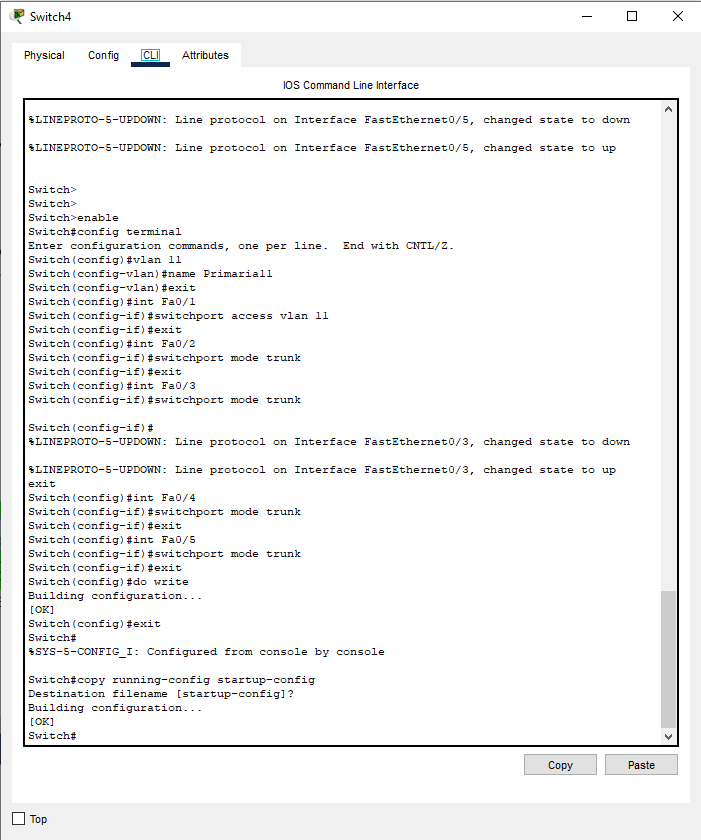 Switch4
Physical Config CLI Attributes
IOS Command Line Interface
%LINEPROTO-5-UPDOWN: Line protocol on Interface FastEthernet0/5, changed state to down
%LINEPROTO-5-UPDOWN: Line protocol on Interface FastEthernet0/5, changed state to up
Switch>
Switch>
Switch>enable
Switch#config terminal
Enter configuration commands, one per line.  End with CNTL/Z.
Switch(config)#vlan 11
Switch(config-vlan)#name Primaria11
Switch(config-vlan)#exit
Switch(config)#int Fa0/1
Switch(config-if)#switchport access vlan 11
Switch(config-if)#exit
Switch(config)#int Fa0/2
Switch(config-if)#switchport mode trunk
Switch(config-if)#exit
Switch(config)#int Fa0/3
Switch(config-if)#switchport mode trunk
Switch(config-if)#
%LINEPROTO-5-UPDOWN: Line protocol on Interface FastEthernet0/3, changed state to down
%LINEPROTO-5-UPDOWN: Line protocol on Interface FastEthernet0/3, changed state to up
exit
Switch(config)#int Fa0/4
Switch(config-if)#switchport mode trunk
Switch(config-if)#exit
Switch(config)#int Fa0/5
Switch(config-if)#switchport mode trunk
Switch(config-if)#exit
Switch(config)#do write
Building configuration...
[OK]
Switch(config)#exit
Switch#
%SYS-5-CONFIG_I: Configured from console by console
Switch#copy running-config startup-config
Destination filename [startup-config]?
Building configuration...
[OK]
Switch#
Copy Paste
Top